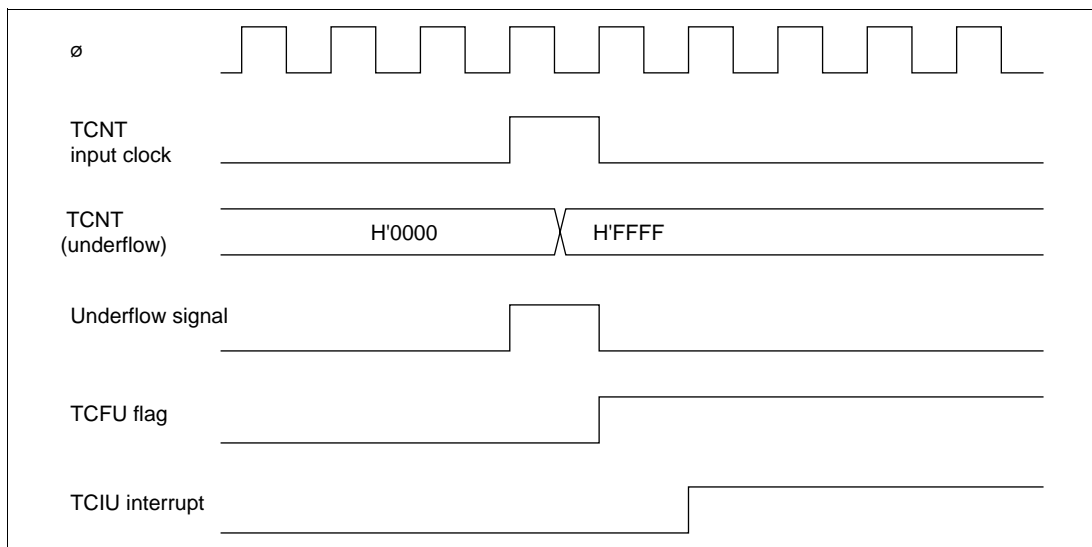 ø
TCNT
input clock
TCNT
(underflow)
H'0000
H'FFFF
Underflow signal
TCFU flag
TCIU interrupt